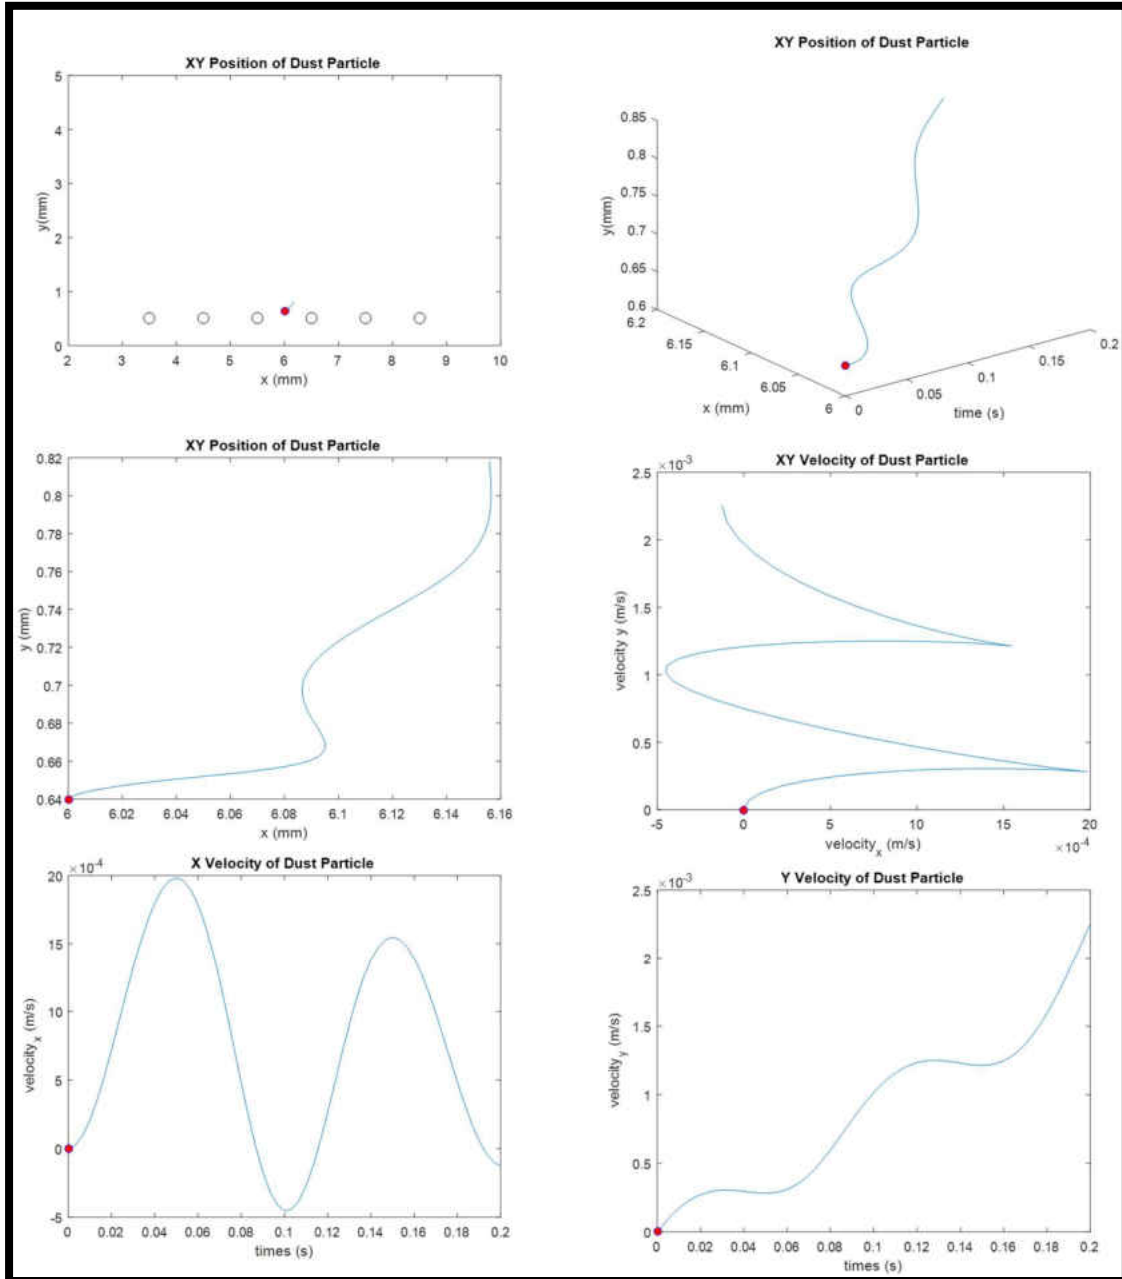 XY Position of Dust Particle
5
4
3
2
1
0
y(mm)
2 3 4 5 6 7 8 9 10
x (mm)
XY Position of Dust Particle
0.85
0.8
0.75
0.7
0.65
0.6
y(mm)
6.2
6.15
6.1
6.05
6
x (mm)
0
0.05
0.1
0.15
0.2
time (s)
XY Position of Dust Particle
0.82
0.8
0.78
0.76
0.74
0.72
0.7
0.68
0.66
0.64
y (mm)
6 6.02 6.04 6.06 6.08 6.1 6.12 6.14 6.16
x (mm)
XY Velocity of Dust Particle
×10-3
2.5
2
1.5
1
0.5
0
velocity y (m/s)
-5 0 5 10 15 20
velocityx (m/s)
×10-4
X Velocity of Dust Particle
×10-4
20
15
10
5
0
-5
velocityx (m/s)
0 0.02 0.04 0.06 0.08 0.1 0.12 0.14 0.16 0.18 0.2
times (s)
Y Velocity of Dust Particle
×10-3
2.5
2
1.5
1
0.5
0
velocityy (m/s)
0 0.02 0.04 0.06 0.08 0.1 0.12 0.14 0.16 0.18 0.2
times (s)